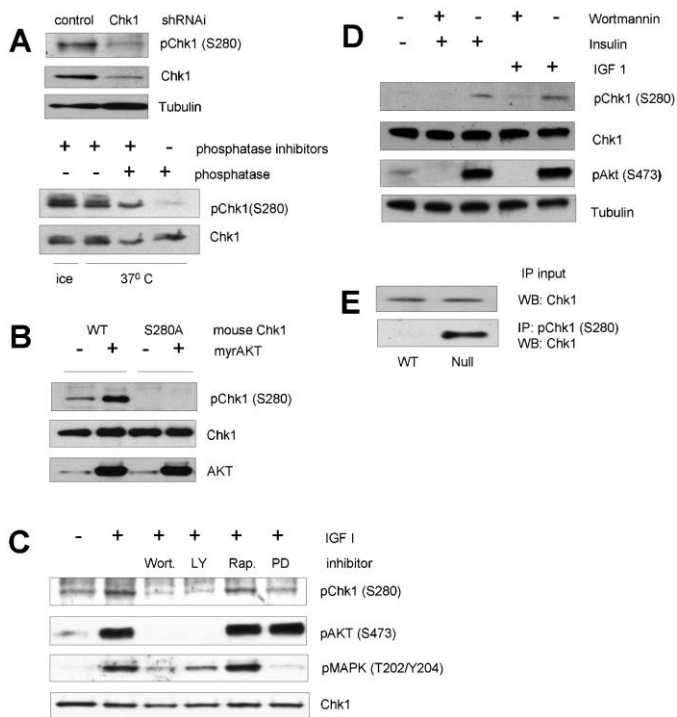 A
control Chk1 shRNAi
pChk1 (S280)
Chk1
Tubulin
+ + + - phosphatase inhibitors
- - + + phosphatase
pChk1(S280)
Chk1
ice 37⁰ C
B
WT S280A mouse Chk1
- + - + myrAKT
pChk1 (S280)
Chk1
AKT
C
- + + + + + IGF I
Wort. LY Rap. PD inhibitor
pChk1 (S280)
pAKT (S473)
pMAPK (T202/Y204)
Chk1
D
- + - + - Wortmannin
- + + Insulin
+ + IGF 1
pChk1 (S280)
Chk1
pAkt (S473)
Tubulin
E
IP input
WB: Chk1
IP: pChk1 (S280)
WB: Chk1
WT Null